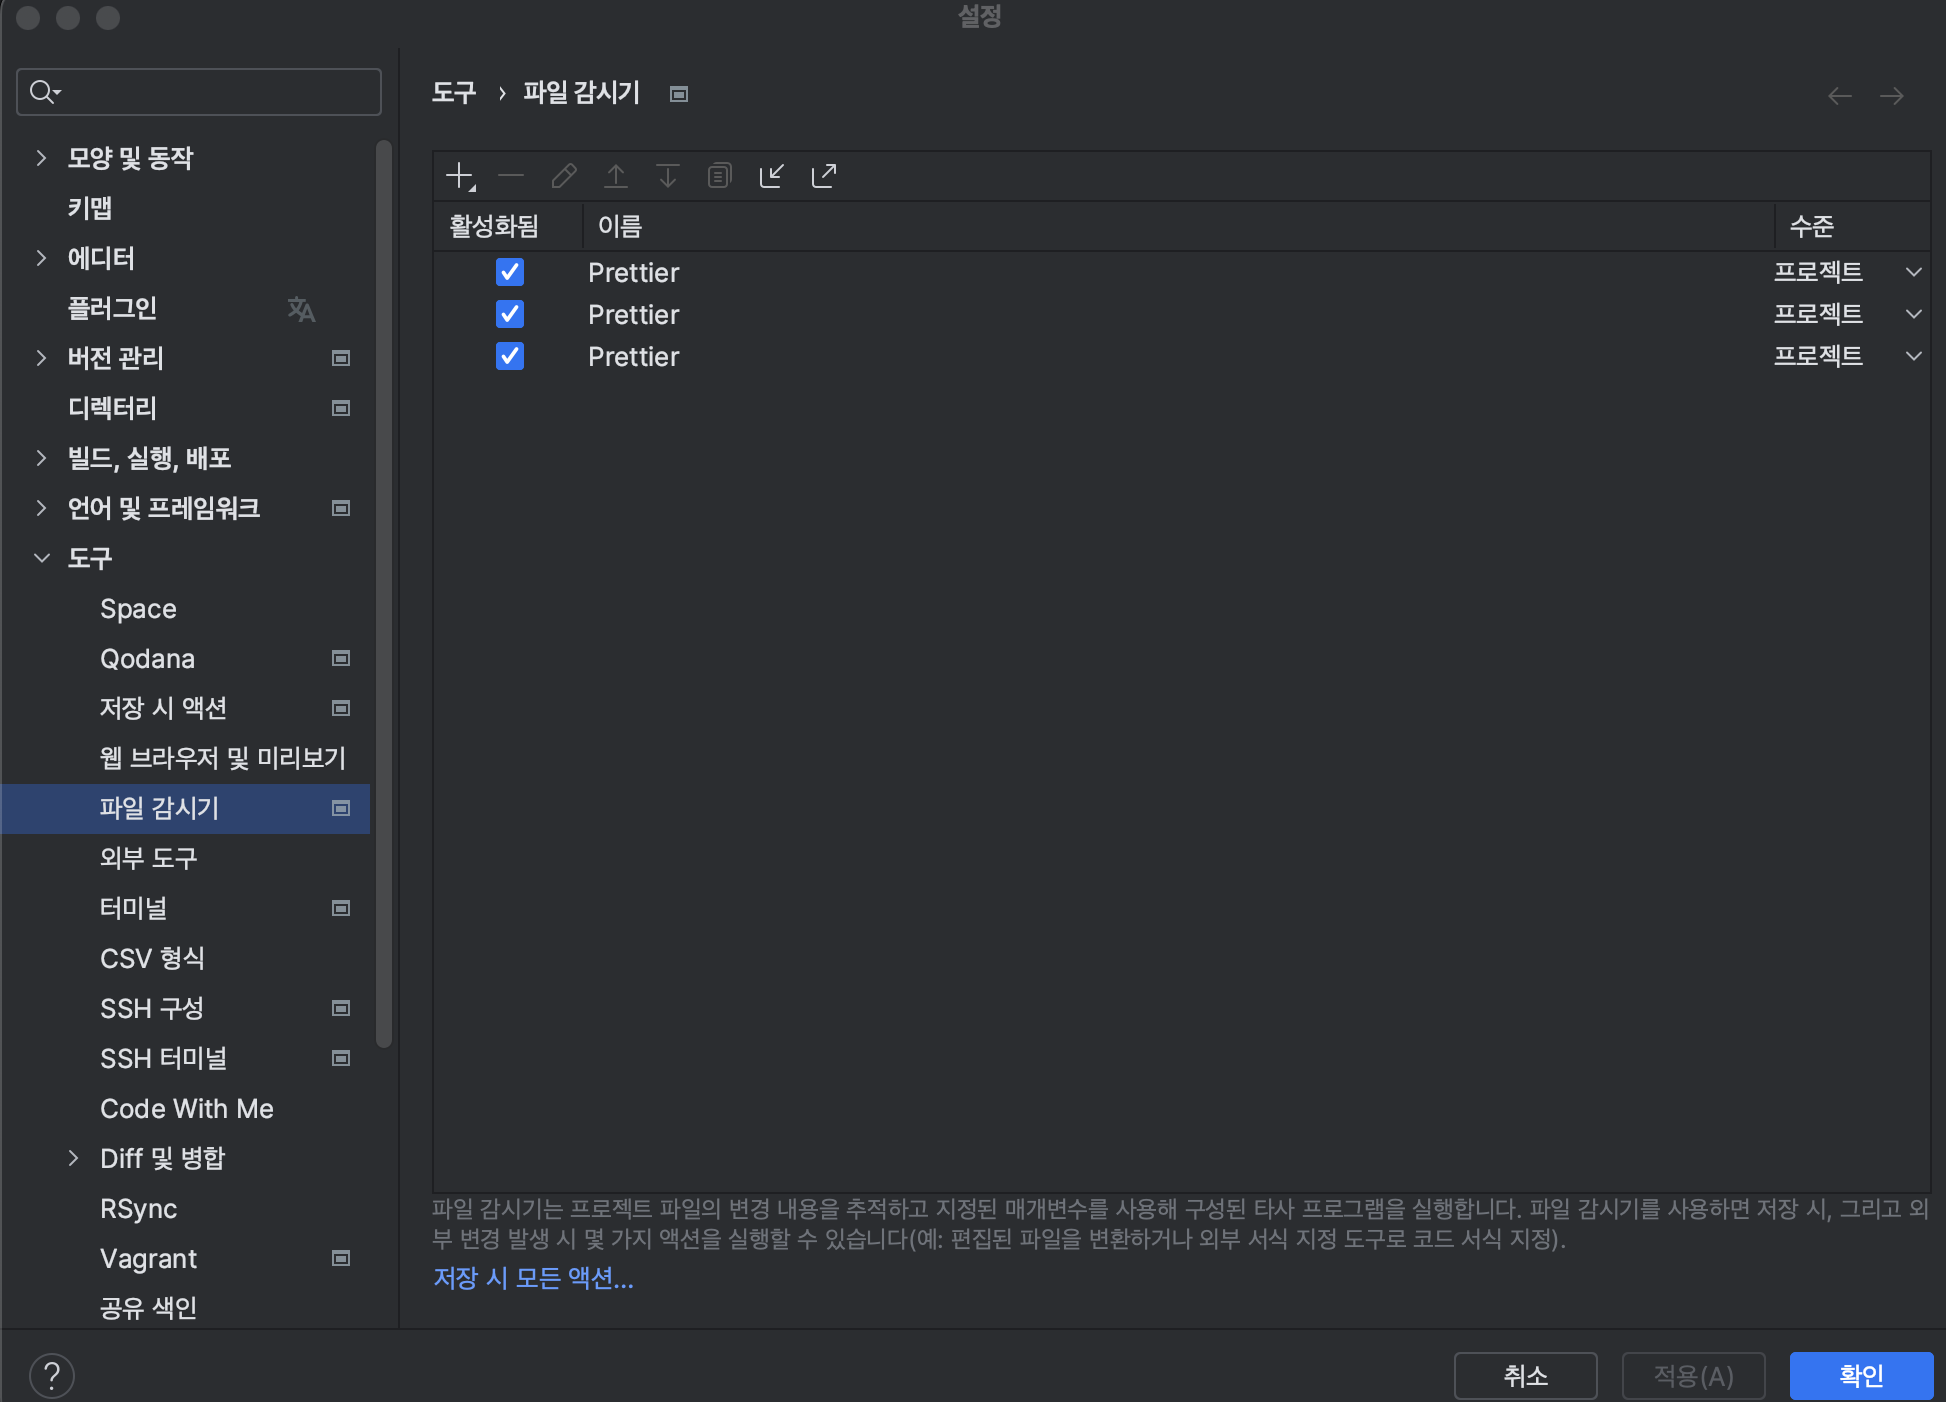 설정
도구 › 파일 감시기
모양 및 동작
키맵
에디터
플러그인
버전 관리
디렉터리
빌드, 실행, 배포
언어 및 프레임워크
도구
Space
Qodana
저장 시 액션
웹 브라우저 및 미리보기
파일 감시기
외부 도구
터미널
CSV 형식
SSH 구성
SSH 터미널
Code With Me
Diff 및 병합
RSync
Vagrant
공유 색인
활성화됨 이름 수준
Prettier 프로젝트
Prettier 프로젝트
Prettier 프로젝트
파일 감시기는 프로젝트 파일의 변경 내용을 추적하고 지정된 매개변수를 사용해 구성된 타사 프로그램을 실행합니다. 파일 감시기를 사용하면 저장 시, 그리고 외
부 변경 발생 시 몇 가지 액션을 실행할 수 있습니다(예: 편집된 파일을 변환하거나 외부 서식 지정 도구로 코드 서식 지정).
저장 시 모든 액션...
? 취소 적용(A) 확인